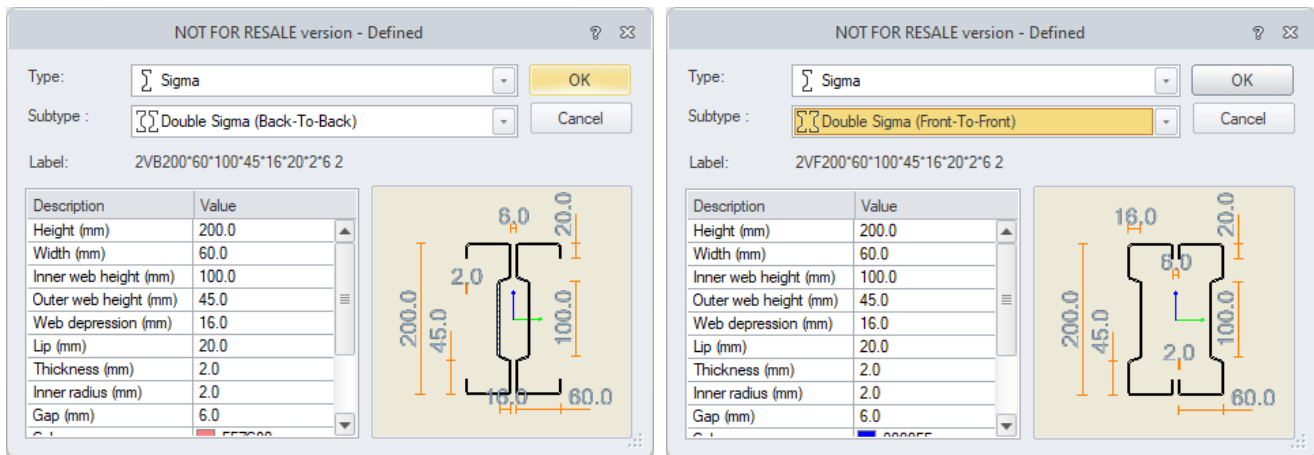 NOT FOR RESALE version - Defined
Type:
Sigma
OK
Subtype :
Double Sigma (Back-To-Back)
Cancel
Label:
2VB200*60*100*45*16*20*2*6 2
Description Value
Height (mm) 200.0
Width (mm) 60.0
Inner web height (mm) 100.0
Outer web height (mm) 45.0
Web depression (mm) 16.0
Lip (mm) 20.0
Thickness (mm) 2.0
Inner radius (mm) 2.0
Gap (mm) 6.0
6,0
20.0
2,0
200.0
45.0
100.0
16,0
60.0
NOT FOR RESALE version - Defined
Type:
Sigma
OK
Subtype :
Double Sigma (Front-To-Front)
Cancel
Label:
2VF200*60*100*45*16*20*2*6 2
Description Value
Height (mm) 200.0
Width (mm) 60.0
Inner web height (mm) 100.0
Outer web height (mm) 45.0
Web depression (mm) 16.0
Lip (mm) 20.0
Thickness (mm) 2.0
Inner radius (mm) 2.0
Gap (mm) 6.0
16,0
20.0
6,0
200.0
45.0
100.0
2,0
60.0